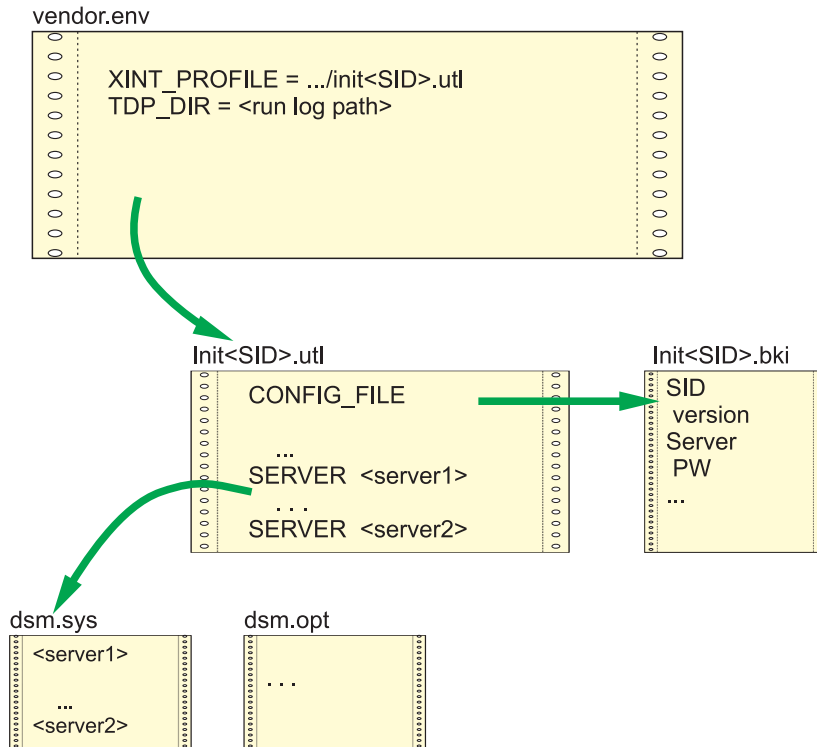 vendor.env
XINT_PROFILE = .../init<SID>.utl
TDP_DIR = <run log path>
Init<SID>.utl
CONFIG_FILE
...
SERVER <server1>
. . .
SERVER <server2>
Init<SID>.bki
SID
version
Server
PW
...
dsm.sys
<server1>
...
<server2>
dsm.opt
. . .